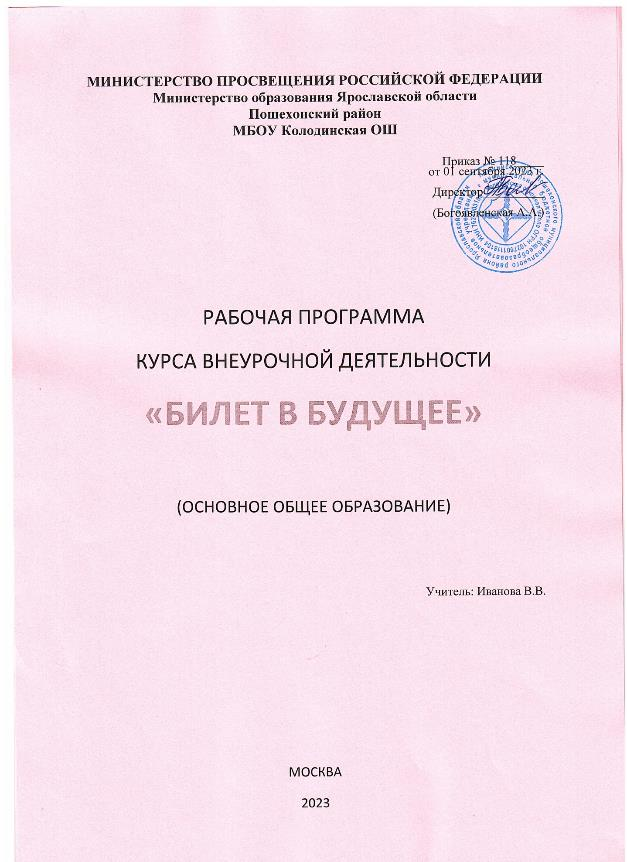 МИНИСТЕРСТВО ПРОСВЕЩЕНИЯ РОССИЙСКОЙ ФЕДЕРАЦИИ
Министерство образования Ярославской области
Пошехонский район
МБОУ Колодинская ОШ
Приказ № 118
от 01 сентября 2023 г.
Директор
(Богоявленская А.Л.)
РАБОЧАЯ ПРОГРАММА
КУРСА ВНЕУРОЧНОЙ ДЕЯТЕЛЬНОСТИ
«БИЛЕТ В БУДУЩЕЕ»
(ОСНОВНОЕ ОБЩЕЕ ОБРАЗОВАНИЕ)
Учитель: Иванова В.В.
МОСКВА
2023